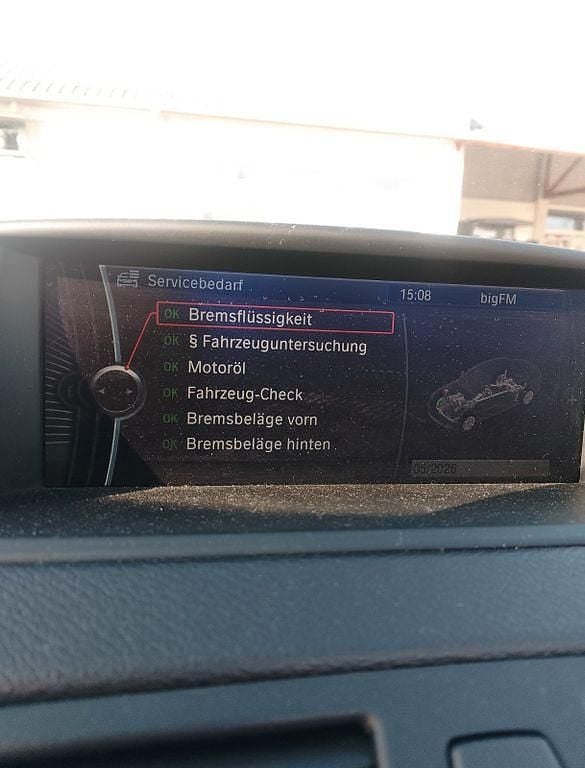 Servicebedarf
15:08
bigFM
OK Bremsflüssigkeit
OK § Fahrzeuguntersuchung
OK Motoröl
OK Fahrzeug-Check
OK Bremsbeläge vorn
OK Bremsbeläge hinten
05/2026